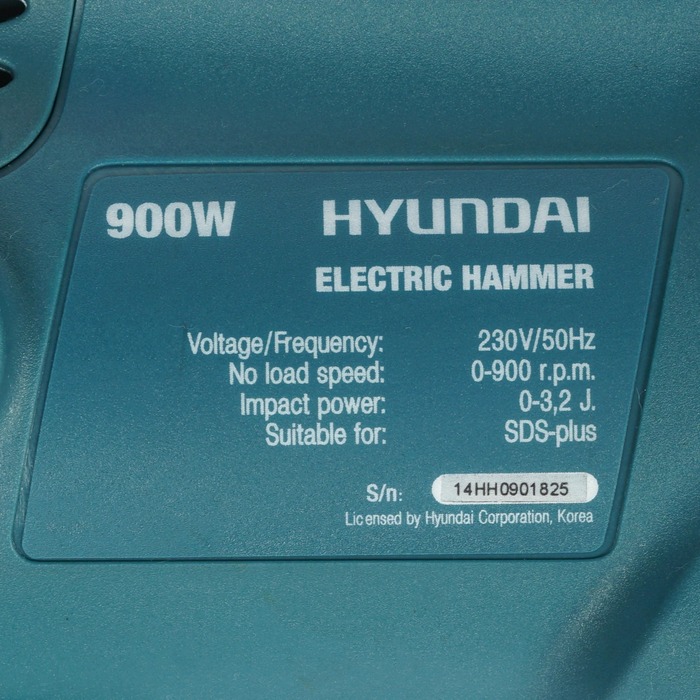 900W HYUNDAI
ELECTRIC HAMMER
Voltage/Frequency: 230V/50Hz
No load speed: 0-900 r.p.m.
Impact power: 0-3,2 J.
Suitable for: SDS-plus
S/n: 14HH0901825
Licensed by Hyundai Corporation, Korea